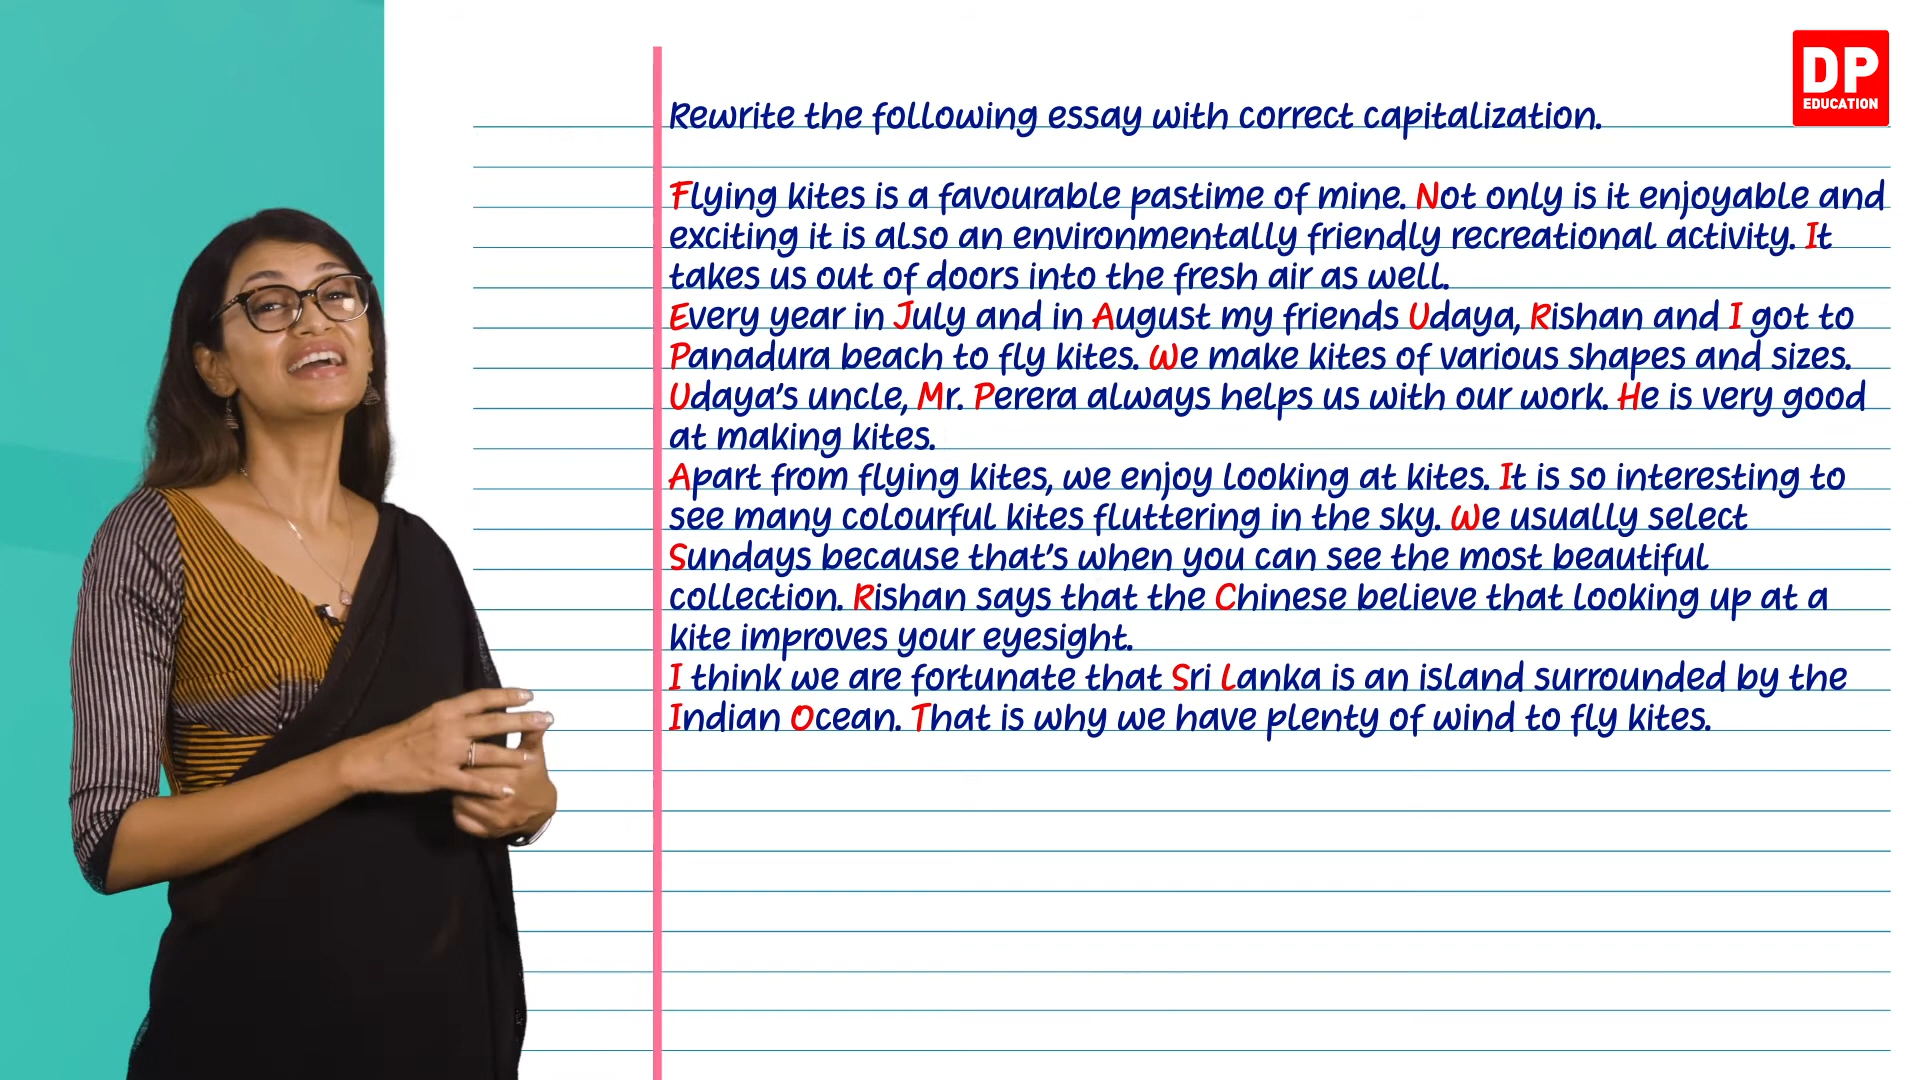 DP
EDUCATION
Rewrite the following essay with correct capitalization.
Flying kites is a favourable pastime of mine. Not only is it enjoyable and
exciting it is also an environmentally friendly recreational activity. It
takes us out of doors into the fresh air as well.
Every year in July and in August my friends Udaya, Rishan and I got to
Panadura beach to fly kites. We make kites of various shapes and sizes.
Udaya's uncle, Mr. Perera always helps us with our work. He is very good
at making kites.
Apart from flying kites, we enjoy looking at kites. It is so interesting to
see many colourful kites fluttering in the sky. We usually select
Sundays because that's when you can see the most beautiful
collection. Rishan says that the Chinese believe that looking up at a
kite improves your eyesight.
I think we are fortunate that Sri Lanka is an island surrounded by the
Indian Ocean. That is why we have plenty of wind to fly kites.